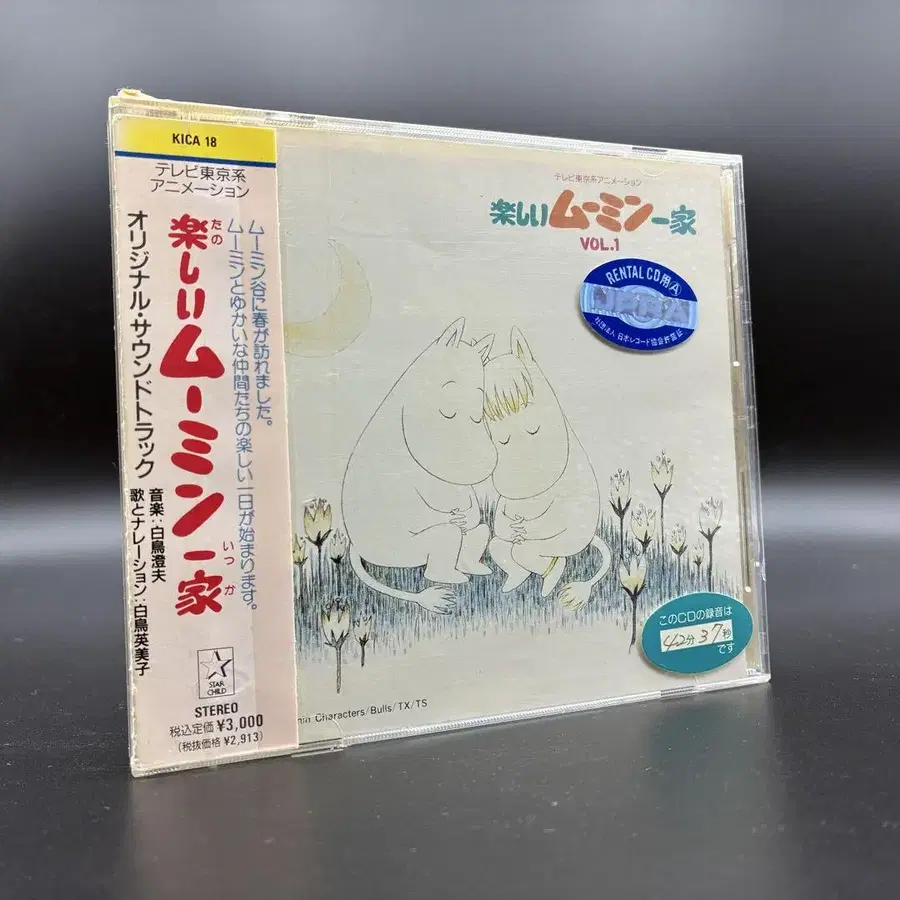 KICA 18
テレビ東京系
アニメーション
楽しいムーミン一家
たの
いっか
オリジナル・サウンドトラック
ムーミン谷に春が訪れました。
ムーミンとゆかいな仲間たちの楽しい一日が始まります。
音楽:白鳥澄夫
歌とナレーション:白鳥英美子
STAR
CHILD
STEREO
税込定価 ¥3,000
(税抜価格 ¥2,913)
テレビ東京系アニメーション
楽しいムーミン一家
VOL.1
RENTAL CD用Ⓐ
社団法人 日本レコード協会許諾証
このCDの録音は
42分37秒
です
Characters/Bulls/TX/TS